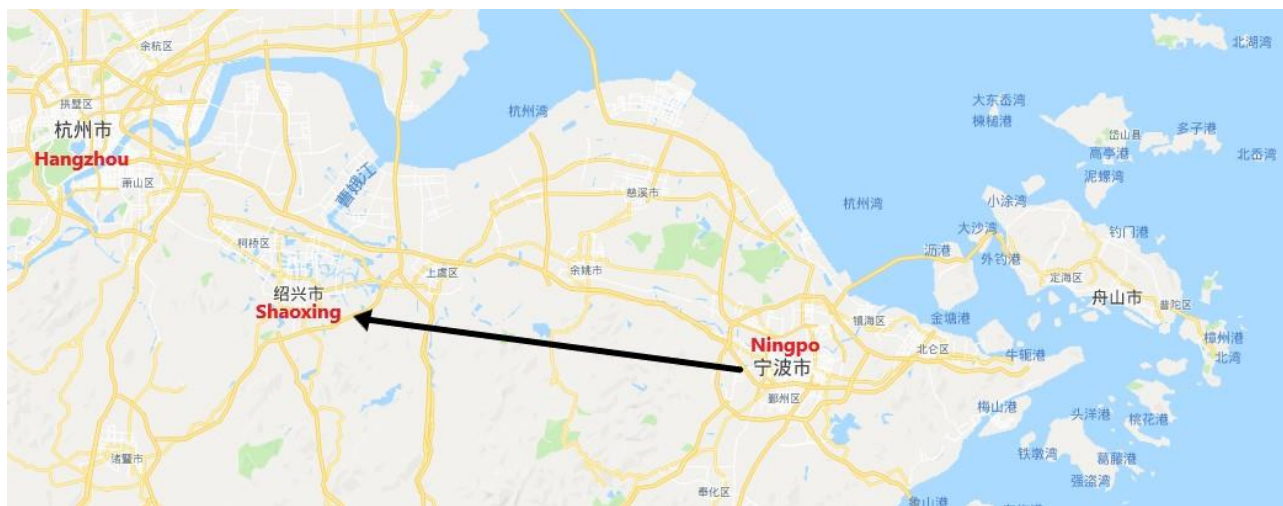 北湖湾
余杭区
拱墅区
杭州湾
大东岙湾
楝槌港
岱山县
多子港
杭州市
Hangzhou
高亭港
北岙湾
泥螺湾
萧山区
曹娥江
慈溪市
杭州湾
小涂湾
大沙湾
钓门港
柯桥区
沥港
外钓港
上虞区
余姚市
定海区
绍兴市
舟山市
普陀区
Shaoxing
镇海区
金塘港
樟州港
Ningpo
北仑区
牛轭港
北湾
宁波市
鄞州区
梅山港
头洋港
桃花港
诸暨市
铁墩湾
葛藤港
强盗湾
奉化区
象山港